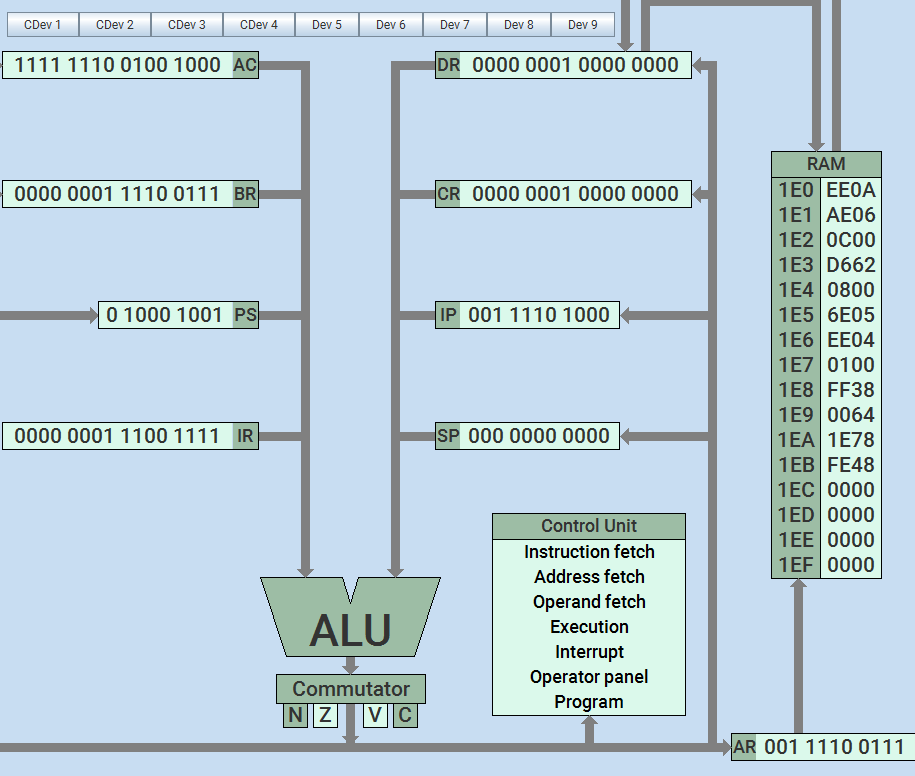 CDev 1 CDev 2 CDev 3 CDev 4 Dev 5 Dev 6 Dev 7 Dev 8 Dev 9
1111 1110 0100 1000 AC
DR 0000 0001 0000 0000
0000 0001 1110 0111 BR
CR 0000 0001 0000 0000
0 1000 1001 PS
IP 001 1110 1000
0000 0001 1100 1111 IR
SP 000 0000 0000
RAM
1E0 EE0A
1E1 AE06
1E2 0C00
1E3 D662
1E4 0800
1E5 6E05
1E6 EE04
1E7 0100
1E8 FF38
1E9 0064
1EA 1E78
1EB FE48
1EC 0000
1ED 0000
1EE 0000
1EF 0000
Control Unit
Instruction fetch
Address fetch
Operand fetch
Execution
Interrupt
Operator panel
Program
ALU
Commutator
N Z V C
AR 001 1110 0111